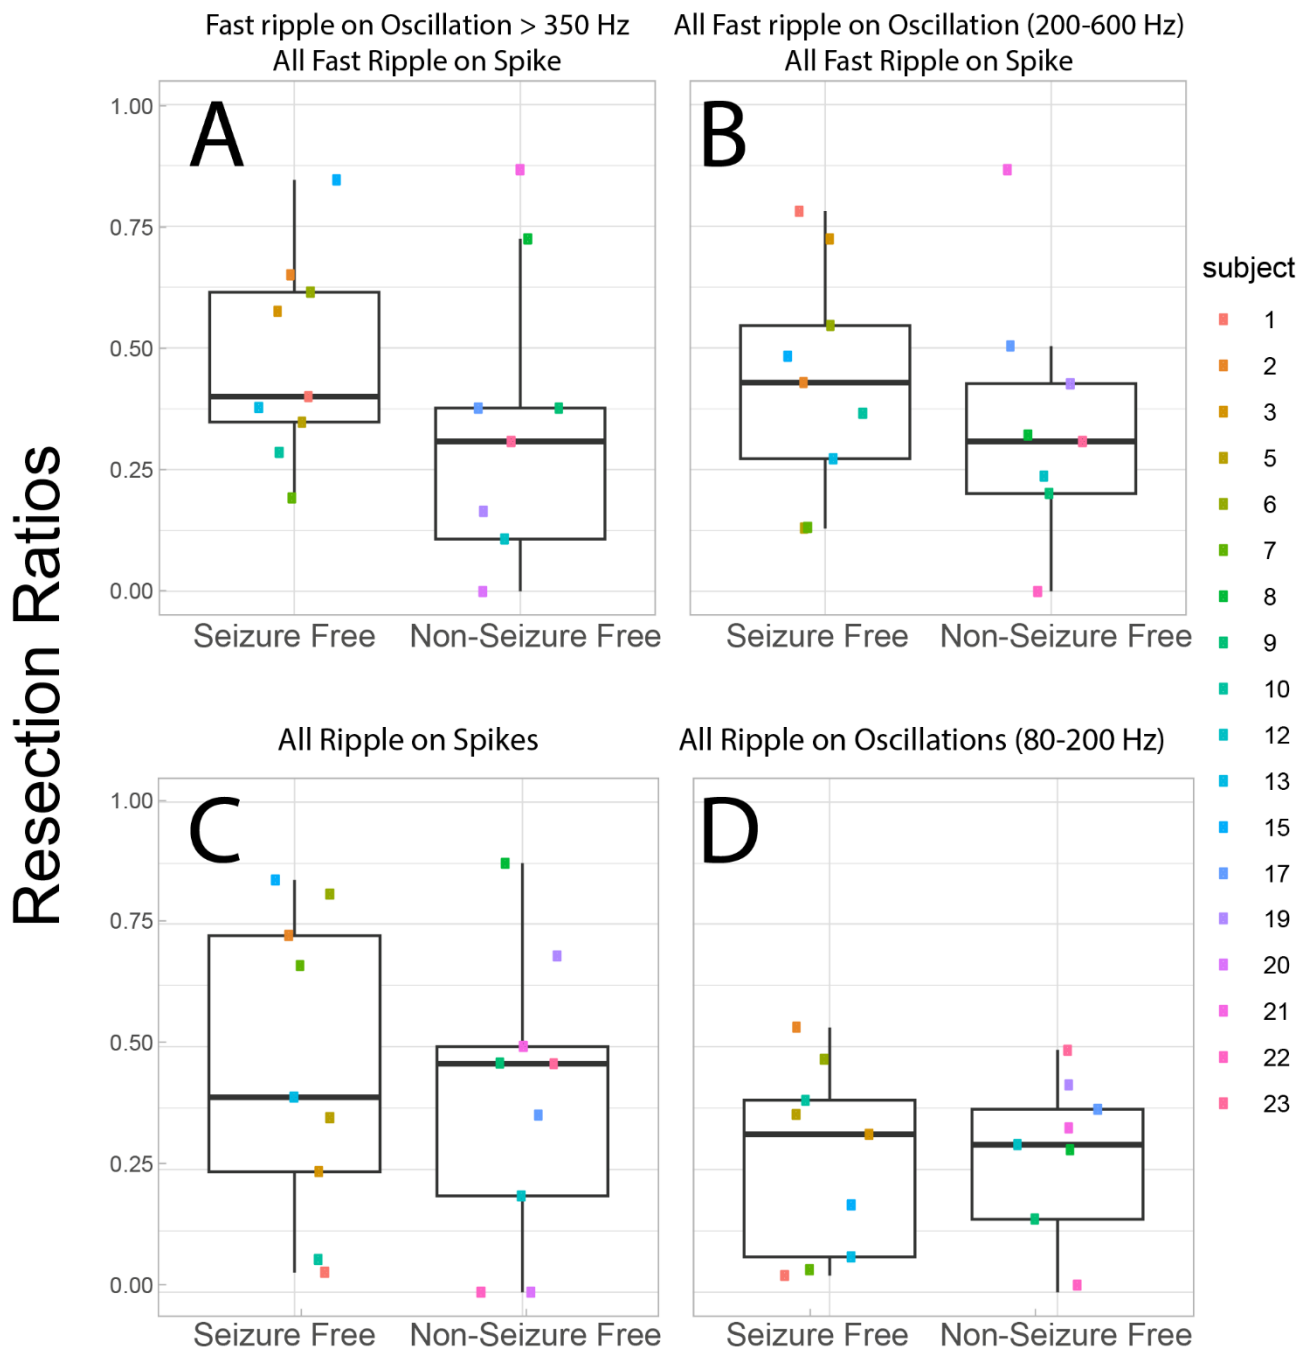 Fast ripple on Oscillation > 350 Hz
All Fast Ripple on Spike
All Fast ripple on Oscillation (200-600 Hz)
All Fast Ripple on Spike
Resection Ratios
A
1.00
0.75
0.50
0.25
0.00
Seizure Free
Non-Seizure Free
B
Seizure Free
Non-Seizure Free
All Ripple on Spikes
C
1.00
0.75
0.50
0.25
0.00
Seizure Free
Non-Seizure Free
All Ripple on Oscillations (80-200 Hz)
D
Seizure Free
Non-Seizure Free
subject
1
2
3
5
6
7
8
9
10
12
13
15
17
19
20
21
22
23